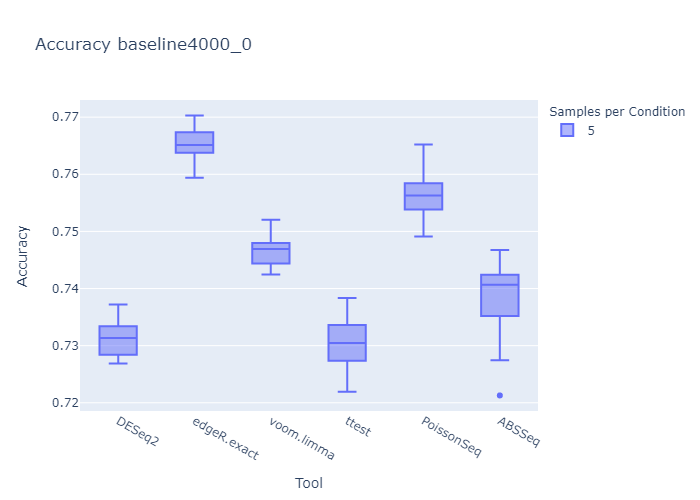 Accuracy baseline4000_0
Samples per Condition
5
0.77
0.76
0.75
0.74
0.73
0.72
Accuracy
DESeq2
edgeR.exact
voom.limma
ttest
PoissonSeq
ABSSeq
Tool